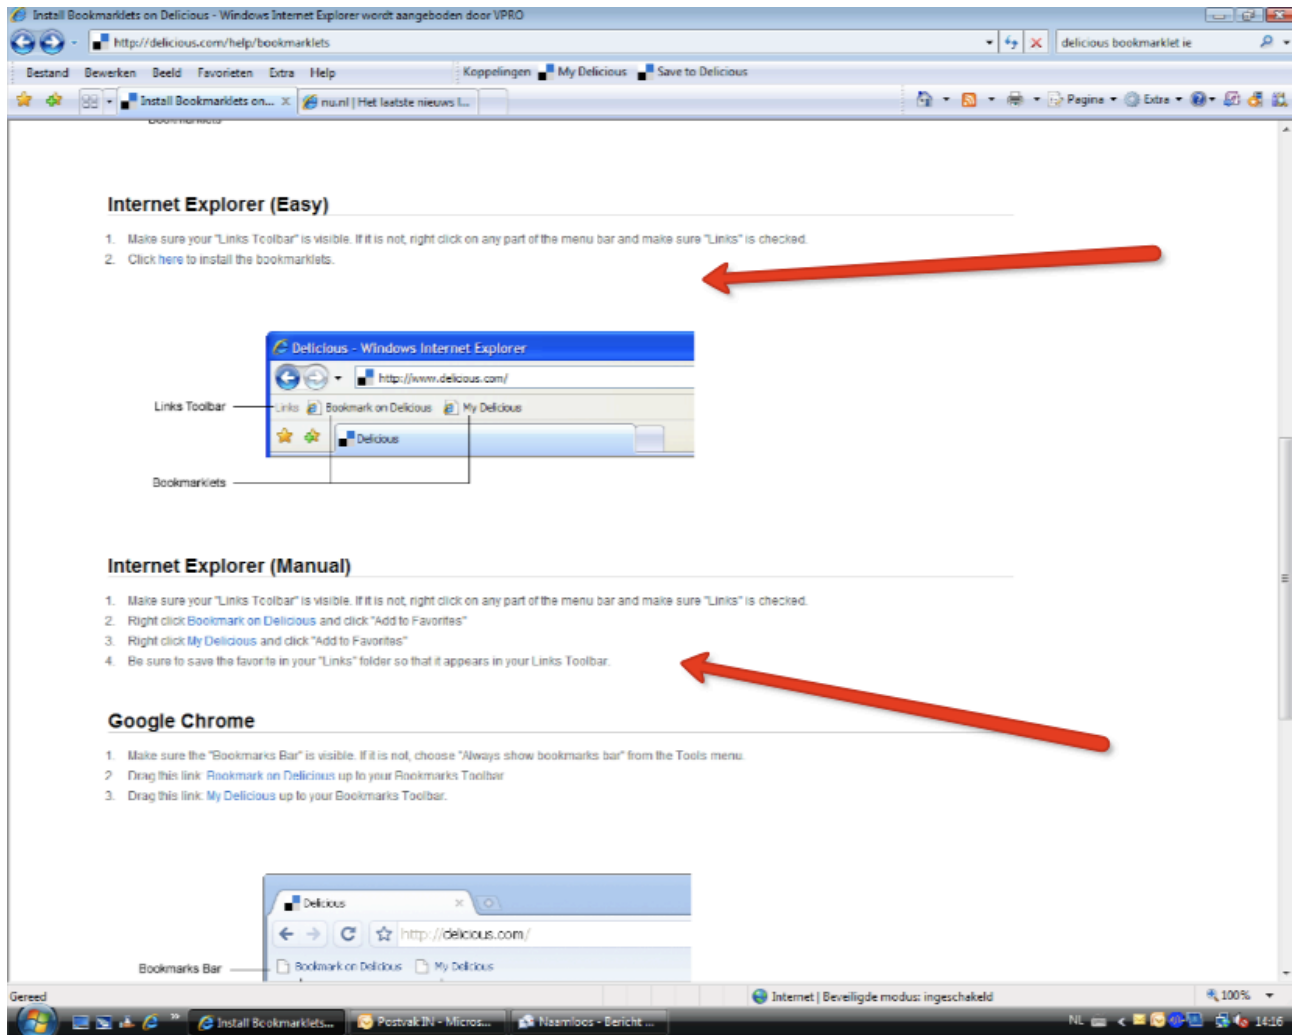 Install Bookmarklets on Delicious - Windows Internet Explorer wordt aangeboden door VPRO
http://delicious.com/help/bookmarklets
delicious bookmarklet ie
Bestand Bewerken Beeld Favorieten Extra Help Koppelingen My Delicious Save to Delicious
Install Bookmarklets on... nu.nl | Het laatste nieuws l... Pagina Extra
Bookmarklets
Internet Explorer (Easy)
1. Make sure your "Links Toolbar" is visible. If it is not, right click on any part of the menu bar and make sure "Links" is checked.
2. Click here to install the bookmarklets.
Delicious - Windows Internet Explorer
http://www.delicious.com/
Links Toolbar
Links Bookmark on Delicious My Delicious
Delicious
Bookmarklets
Internet Explorer (Manual)
1. Make sure your "Links Toolbar" is visible. If it is not, right click on any part of the menu bar and make sure "Links" is checked.
2. Right click Bookmark on Delicious and click "Add to Favorites"
3. Right click My Delicious and click "Add to Favorites"
4. Be sure to save the favorite in your "Links" folder so that it appears in your Links Toolbar.
Google Chrome
1. Make sure the "Bookmarks Bar" is visible. If it is not, choose "Always show bookmarks bar" from the Tools menu.
2. Drag this link: Bookmark on Delicious up to your Bookmarks Toolbar
3. Drag this link: My Delicious up to your Bookmarks Toolbar.
Delicious
http://delicious.com/
Bookmarks Bar
Bookmark on Delicious My Delicious
Gereed Internet | Beveiligde modus: ingeschakeld 100%
Install Bookmarklets... Postvak IN - Micros... Naamloos - Bericht ... NL 14:16